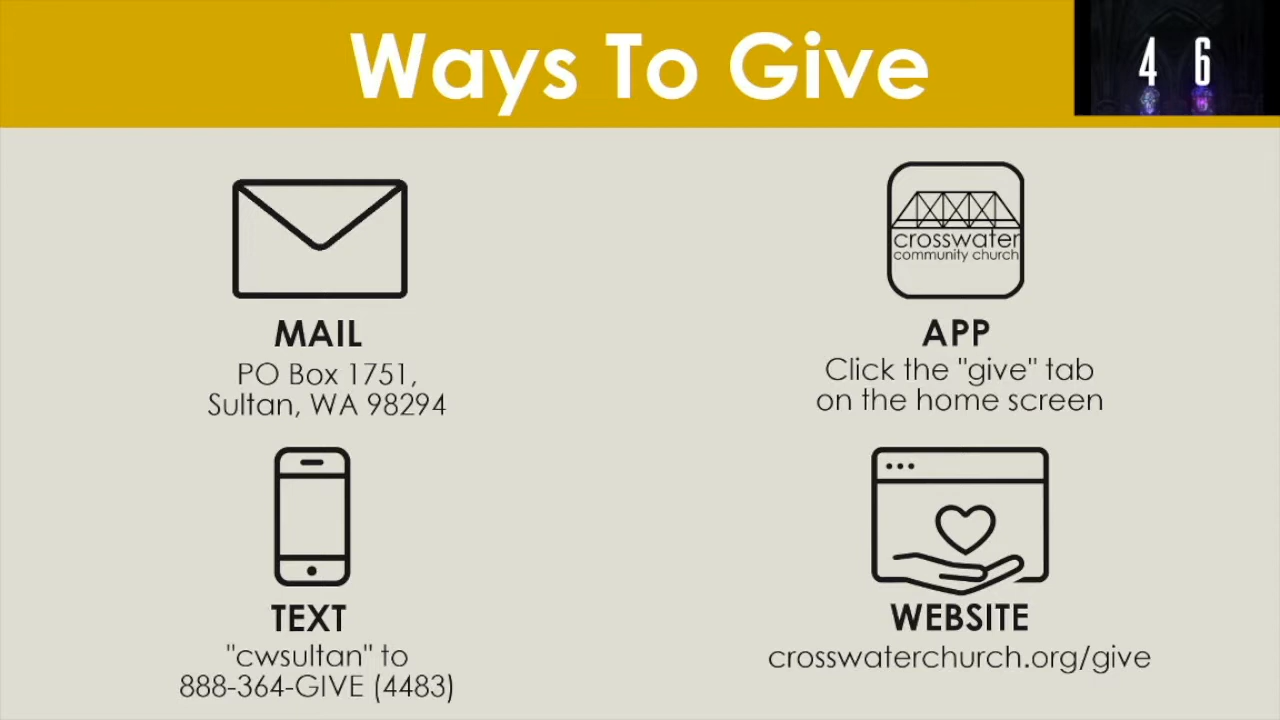 Ways To Give
4 6
crosswater
community church
MAIL
PO Box 1751,
Sultan, WA 98294
APP
Click the "give" tab
on the home screen
TEXT
"cwsultan" to
888-364-GIVE (4483)
WEBSITE
crosswaterchurch.org/give